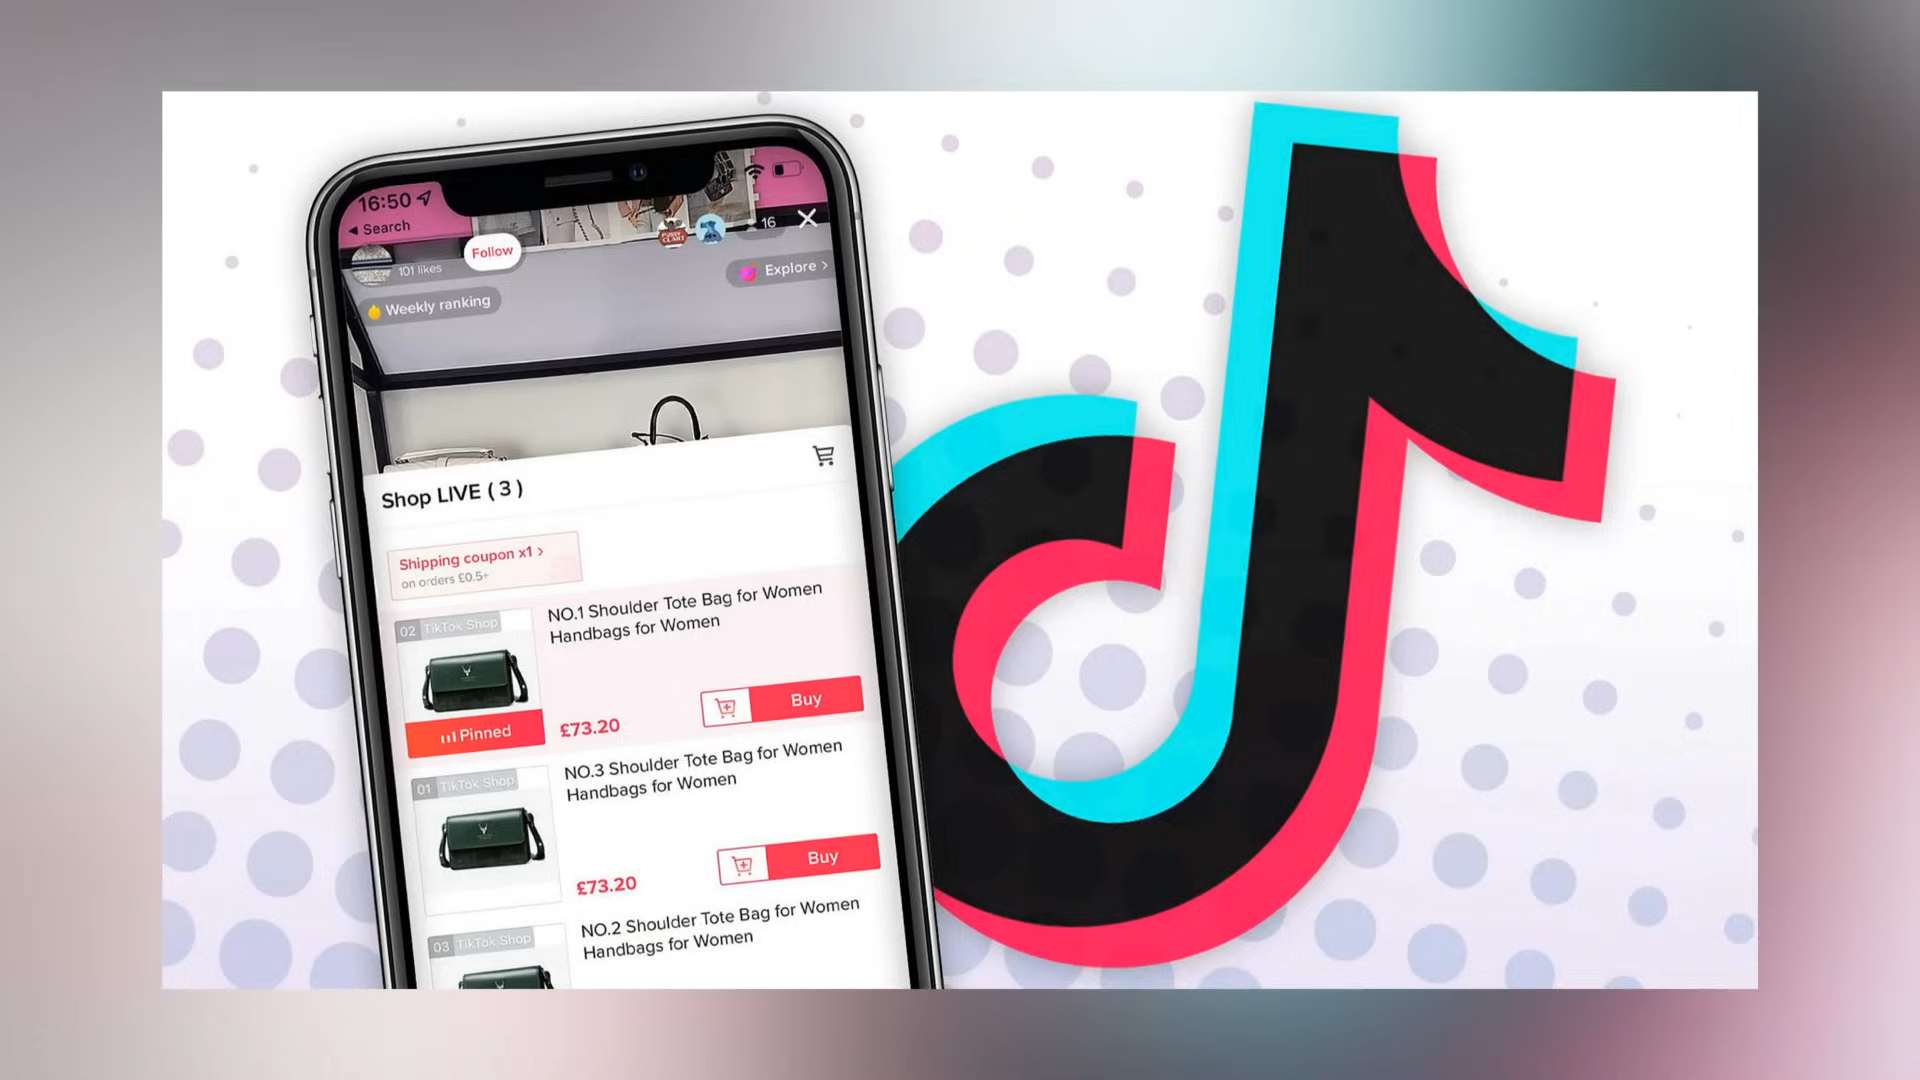 16:50
Search
16
101 likes
Follow
Explore >
Weekly ranking
Shop LIVE ( 3 )
Shipping coupon x1 >
on orders £0.5+
02 TikTok Shop
NO.1 Shoulder Tote Bag for Women
Handbags for Women
Pinned
£73.20
Buy
01 TikTok Shop
NO.3 Shoulder Tote Bag for Women
Handbags for Women
£73.20
Buy
03 TikTok Shop
NO.2 Shoulder Tote Bag for Women
Handbags for Women